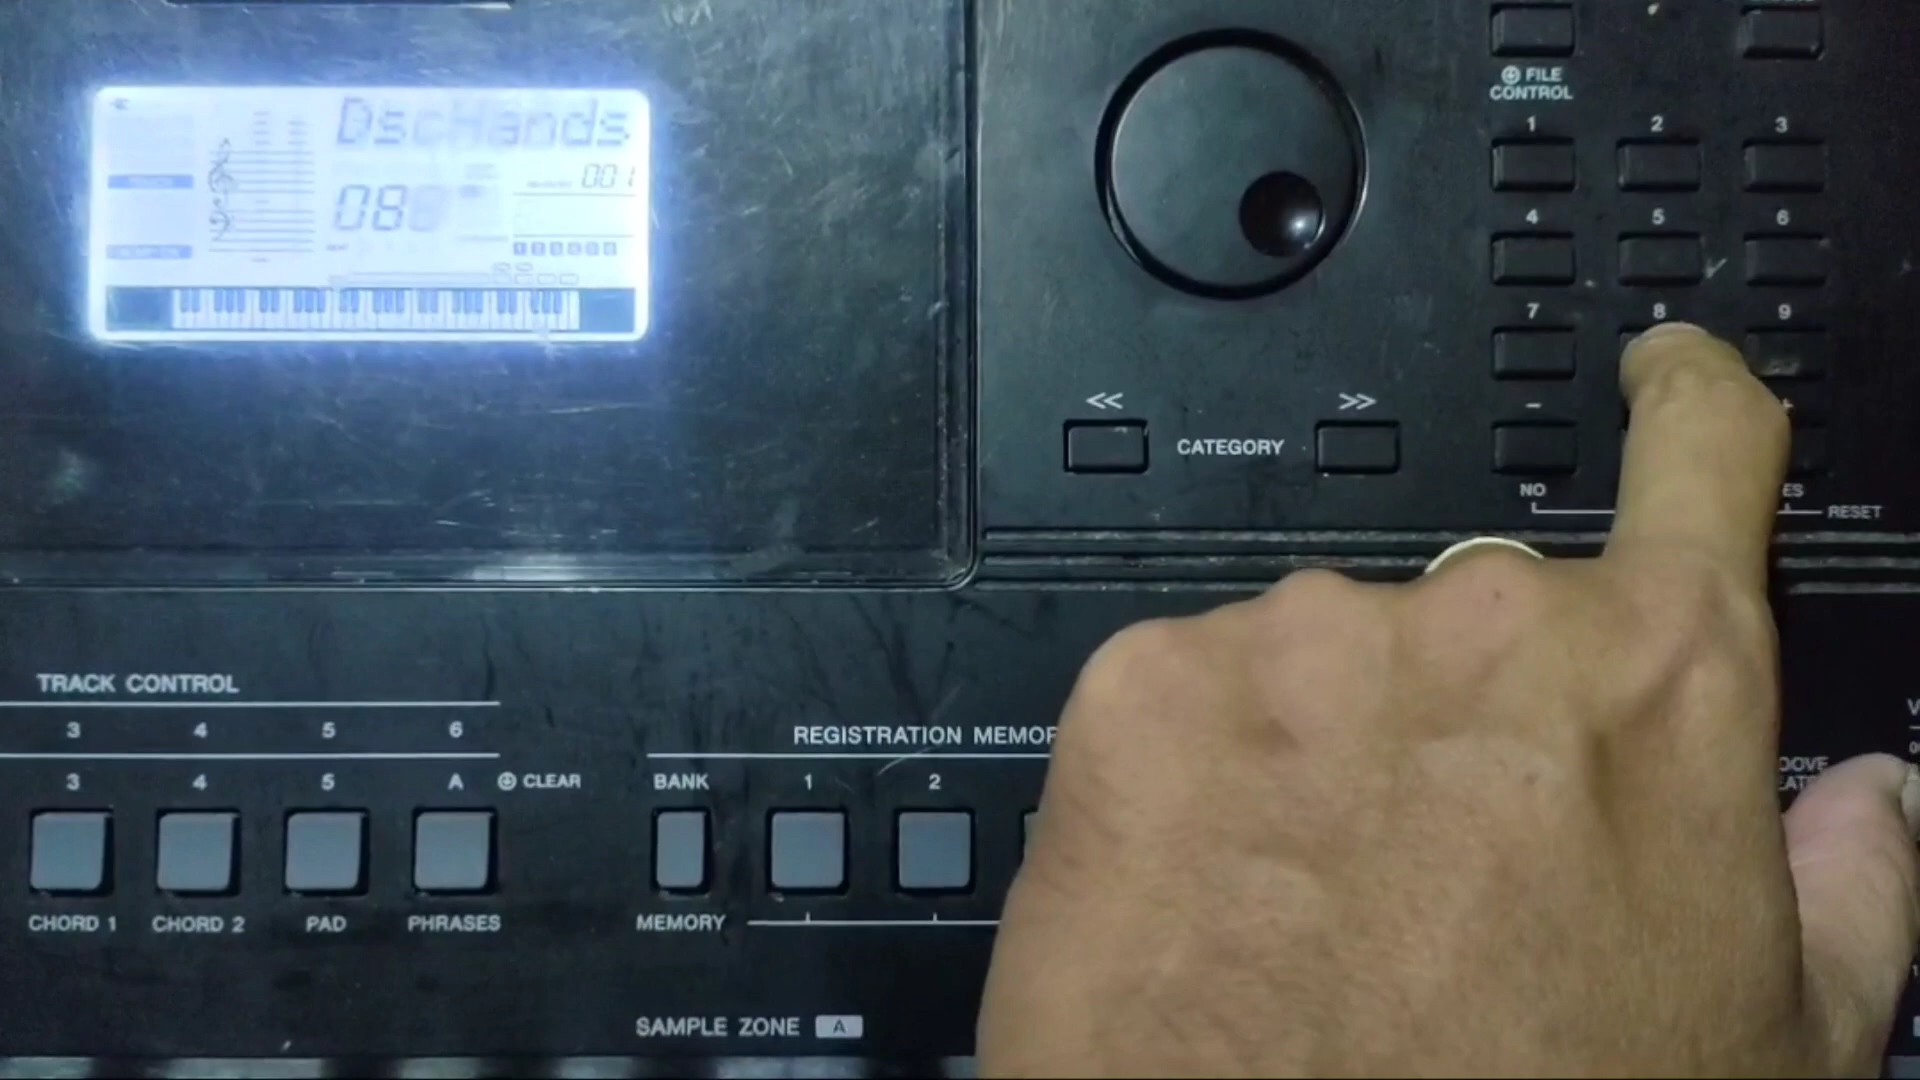 DscHands
001
08
FILE
CONTROL
1 2 3
4 5 6
7 8 9
<< >>
CATEGORY
- +
NO
RESET
TRACK CONTROL
3 4 5 6
3 4 5 A CLEAR
CHORD 1 CHORD 2 PAD PHRASES
REGISTRATION
BANK 1 2
MEMORY
SAMPLE ZONE A